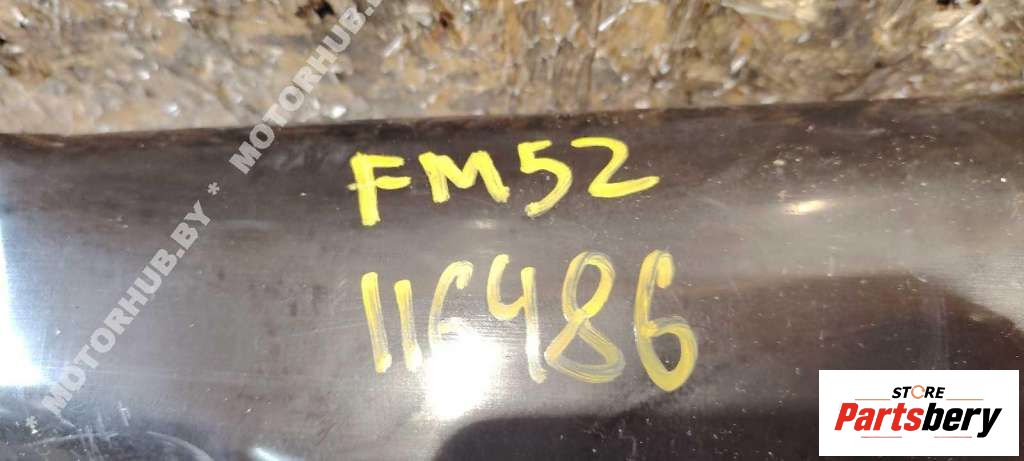 MOTORHUB.BY * MOTORHUB.BY
FM52
116486
STORE
Partsbery